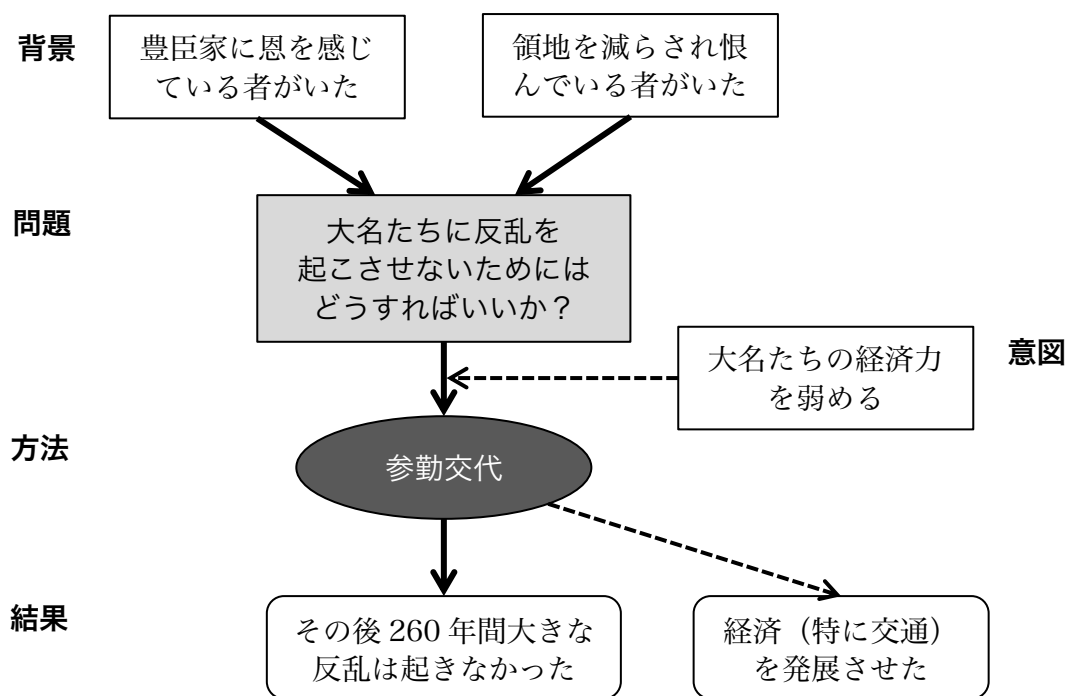 背景
豊臣家に恩を感じ
ている者がいた
領地を減らされ恨
んでいる者がいた
問題
大名たちに反乱を
起こさせないためには
どうすればいいか？
大名たちの経済力
を弱める
意図
方法
参勤交代
結果
その後 260 年間大きな
反乱は起きなかった
経済（特に交通）
を発展させた